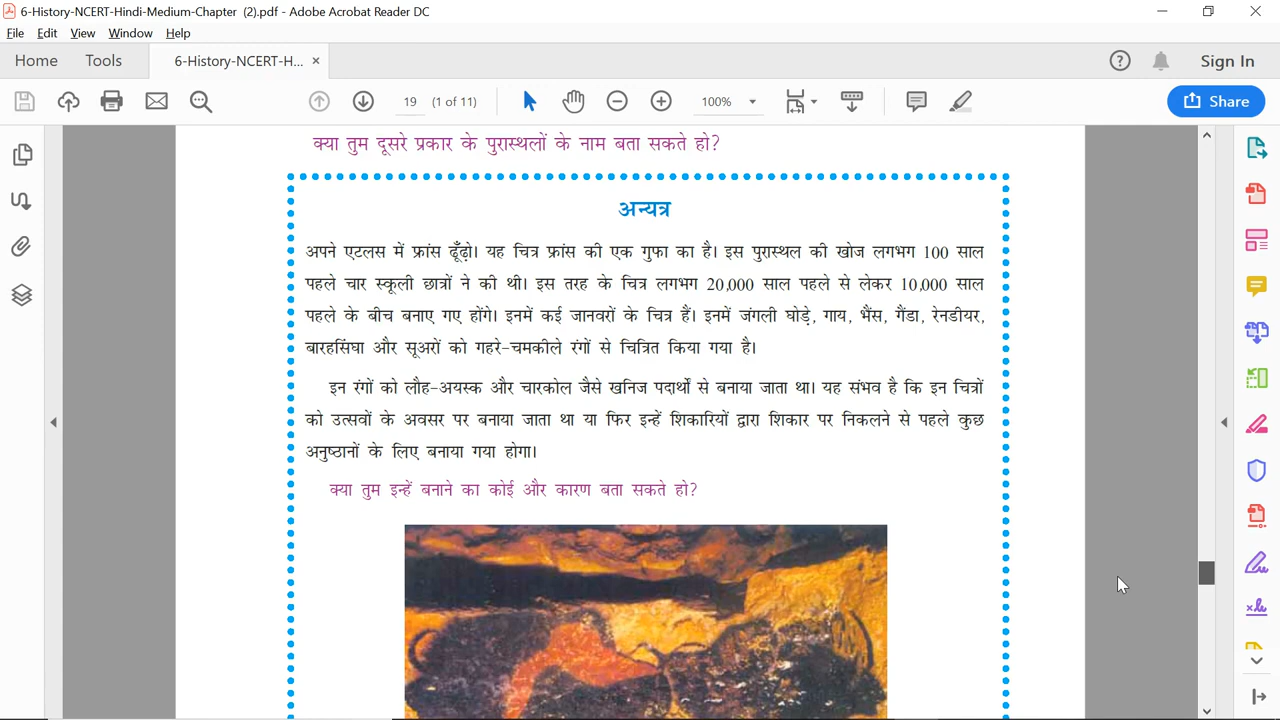 6-History-NCERT-Hindi-Medium-Chapter (2).pdf - Adobe Acrobat Reader DC
File Edit View Window Help
Home Tools 6-History-NCERT-H... × Sign In
19 (1 of 11) 100% Share
क्या तुम दूसरे प्रकार के पुरास्थलों के नाम बता सकते हो?
अन्यत्र
अपने एटलस में फ्रांस ढूँढ़ो। यह चित्र फ्रांस की एक गुफा का है। इस पुरास्थल की खोज लगभग 100 साल
पहले चार स्कूली छात्रों ने की थी। इस तरह के चित्र लगभग 20,000 साल पहले से लेकर 10,000 साल
पहले के बीच बनाए गए होंगे। इनमें कई जानवरों के चित्र हैं। इनमें जंगली घोड़े, गाय, भैंस, गैंडा, रेनडीयर,
बारहसिंघा और सूअरों को गहरे-चमकीले रंगों से चित्रित किया गया है।
इन रंगों को लौह-अयस्क और चारकोल जैसे खनिज पदार्थों से बनाया जाता था। यह संभव है कि इन चित्रों
को उत्सवों के अवसर पर बनाया जाता था या फिर इन्हें शिकारियों द्वारा शिकार पर निकलने से पहले कुछ
अनुष्ठानों के लिए बनाया गया होगा।
क्या तुम इन्हें बनाने का कोई और कारण बता सकते हो?